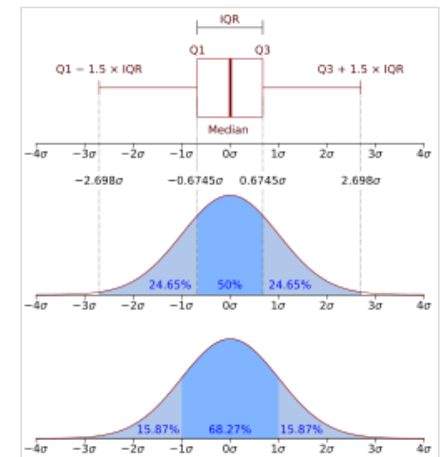 IQR
Q1 Q3
Q1 − 1.5 × IQR Q3 + 1.5 × IQR
Median
−4σ −3σ −2σ −1σ 0σ 1σ 2σ 3σ 4σ
−2.698σ −0.6745σ 0.6745σ 2.698σ
24.65% 50% 24.65%
−4σ −3σ −2σ −1σ 0σ 1σ 2σ 3σ 4σ
15.87% 68.27% 15.87%
−4σ −3σ −2σ −1σ 0σ 1σ 2σ 3σ 4σ